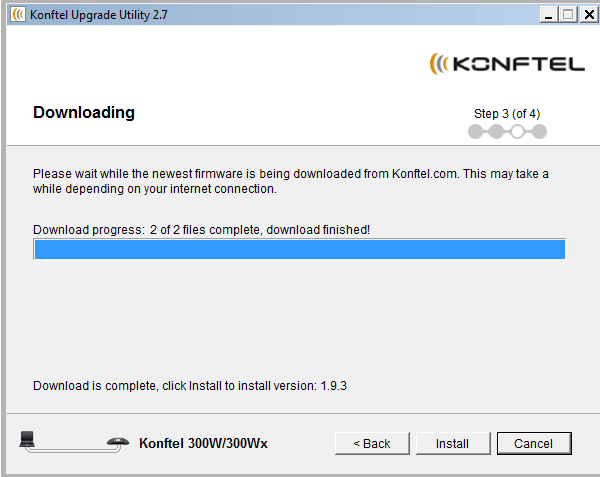 Konftel Upgrade Utility 2.7
KONFTEL
Downloading
Step 3 (of 4)
Please wait while the newest firmware is being downloaded from Konftel.com. This may take a
while depending on your internet connection.
Download progress: 2 of 2 files complete, download finished!
Download is complete, click Install to install version: 1.9.3
Konftel 300W/300Wx
< Back
Install
Cancel